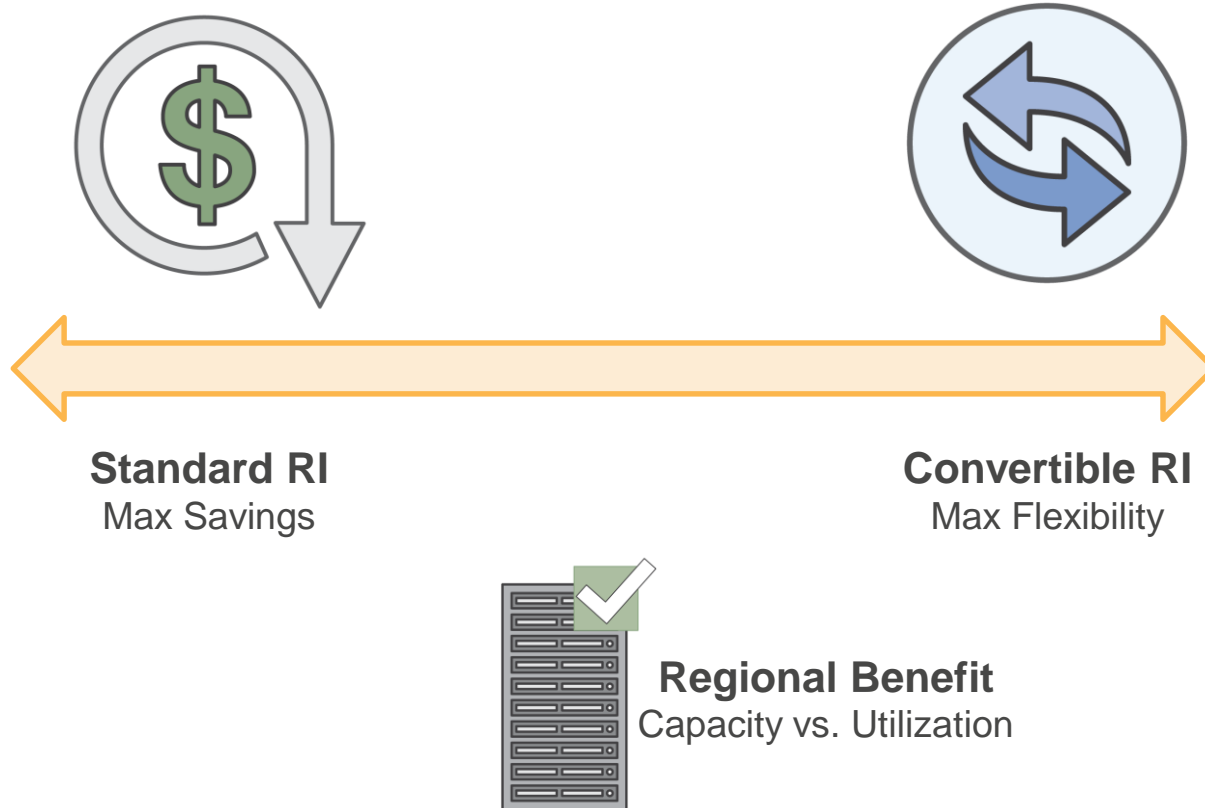 Standard RI
Max Savings
Convertible RI
Max Flexibility
Regional Benefit
Capacity vs. Utilization